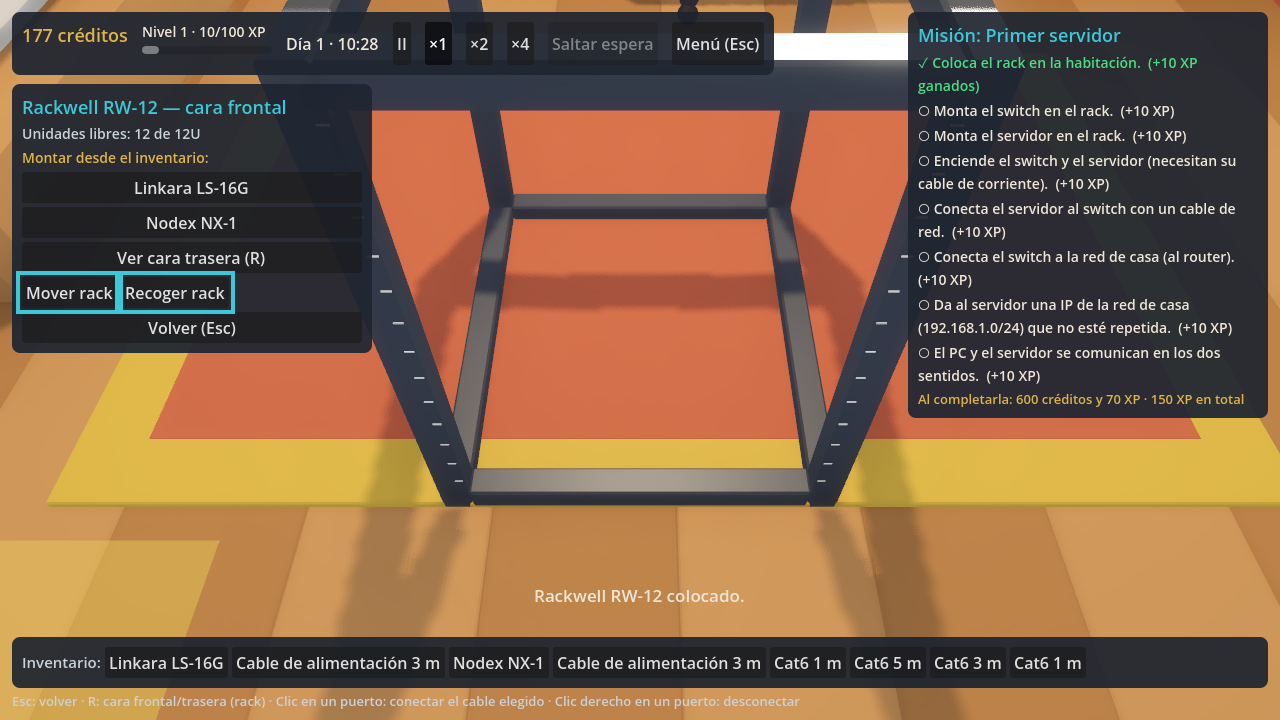 177 créditos
Nivel 1 · 10/100 XP
Día 1 · 10:28
II
×1
×2
×4
Saltar espera
Menú (Esc)
Rackwell RW-12 — cara frontal
Unidades libres: 12 de 12U
Montar desde el inventario:
Linkara LS-16G
Nodex NX-1
Ver cara trasera (R)
Mover rack
Recoger rack
Volver (Esc)
Misión: Primer servidor
✓ Coloca el rack en la habitación. (+10 XP
ganados)
○ Monta el switch en el rack. (+10 XP)
○ Monta el servidor en el rack. (+10 XP)
○ Enciende el switch y el servidor (necesitan su
cable de corriente). (+10 XP)
○ Conecta el servidor al switch con un cable de
red. (+10 XP)
○ Conecta el switch a la red de casa (al router).
(+10 XP)
○ Da al servidor una IP de la red de casa
(192.168.1.0/24) que no esté repetida. (+10 XP)
○ El PC y el servidor se comunican en los dos
sentidos. (+10 XP)
Al completarla: 600 créditos y 70 XP · 150 XP en total
Rackwell RW-12 colocado.
Inventario:
Linkara LS-16G
Cable de alimentación 3 m
Nodex NX-1
Cable de alimentación 3 m
Cat6 1 m
Cat6 5 m
Cat6 3 m
Cat6 1 m
Esc: volver · R: cara frontal/trasera (rack) · Clic en un puerto: conectar el cable elegido · Clic derecho en un puerto: desconectar